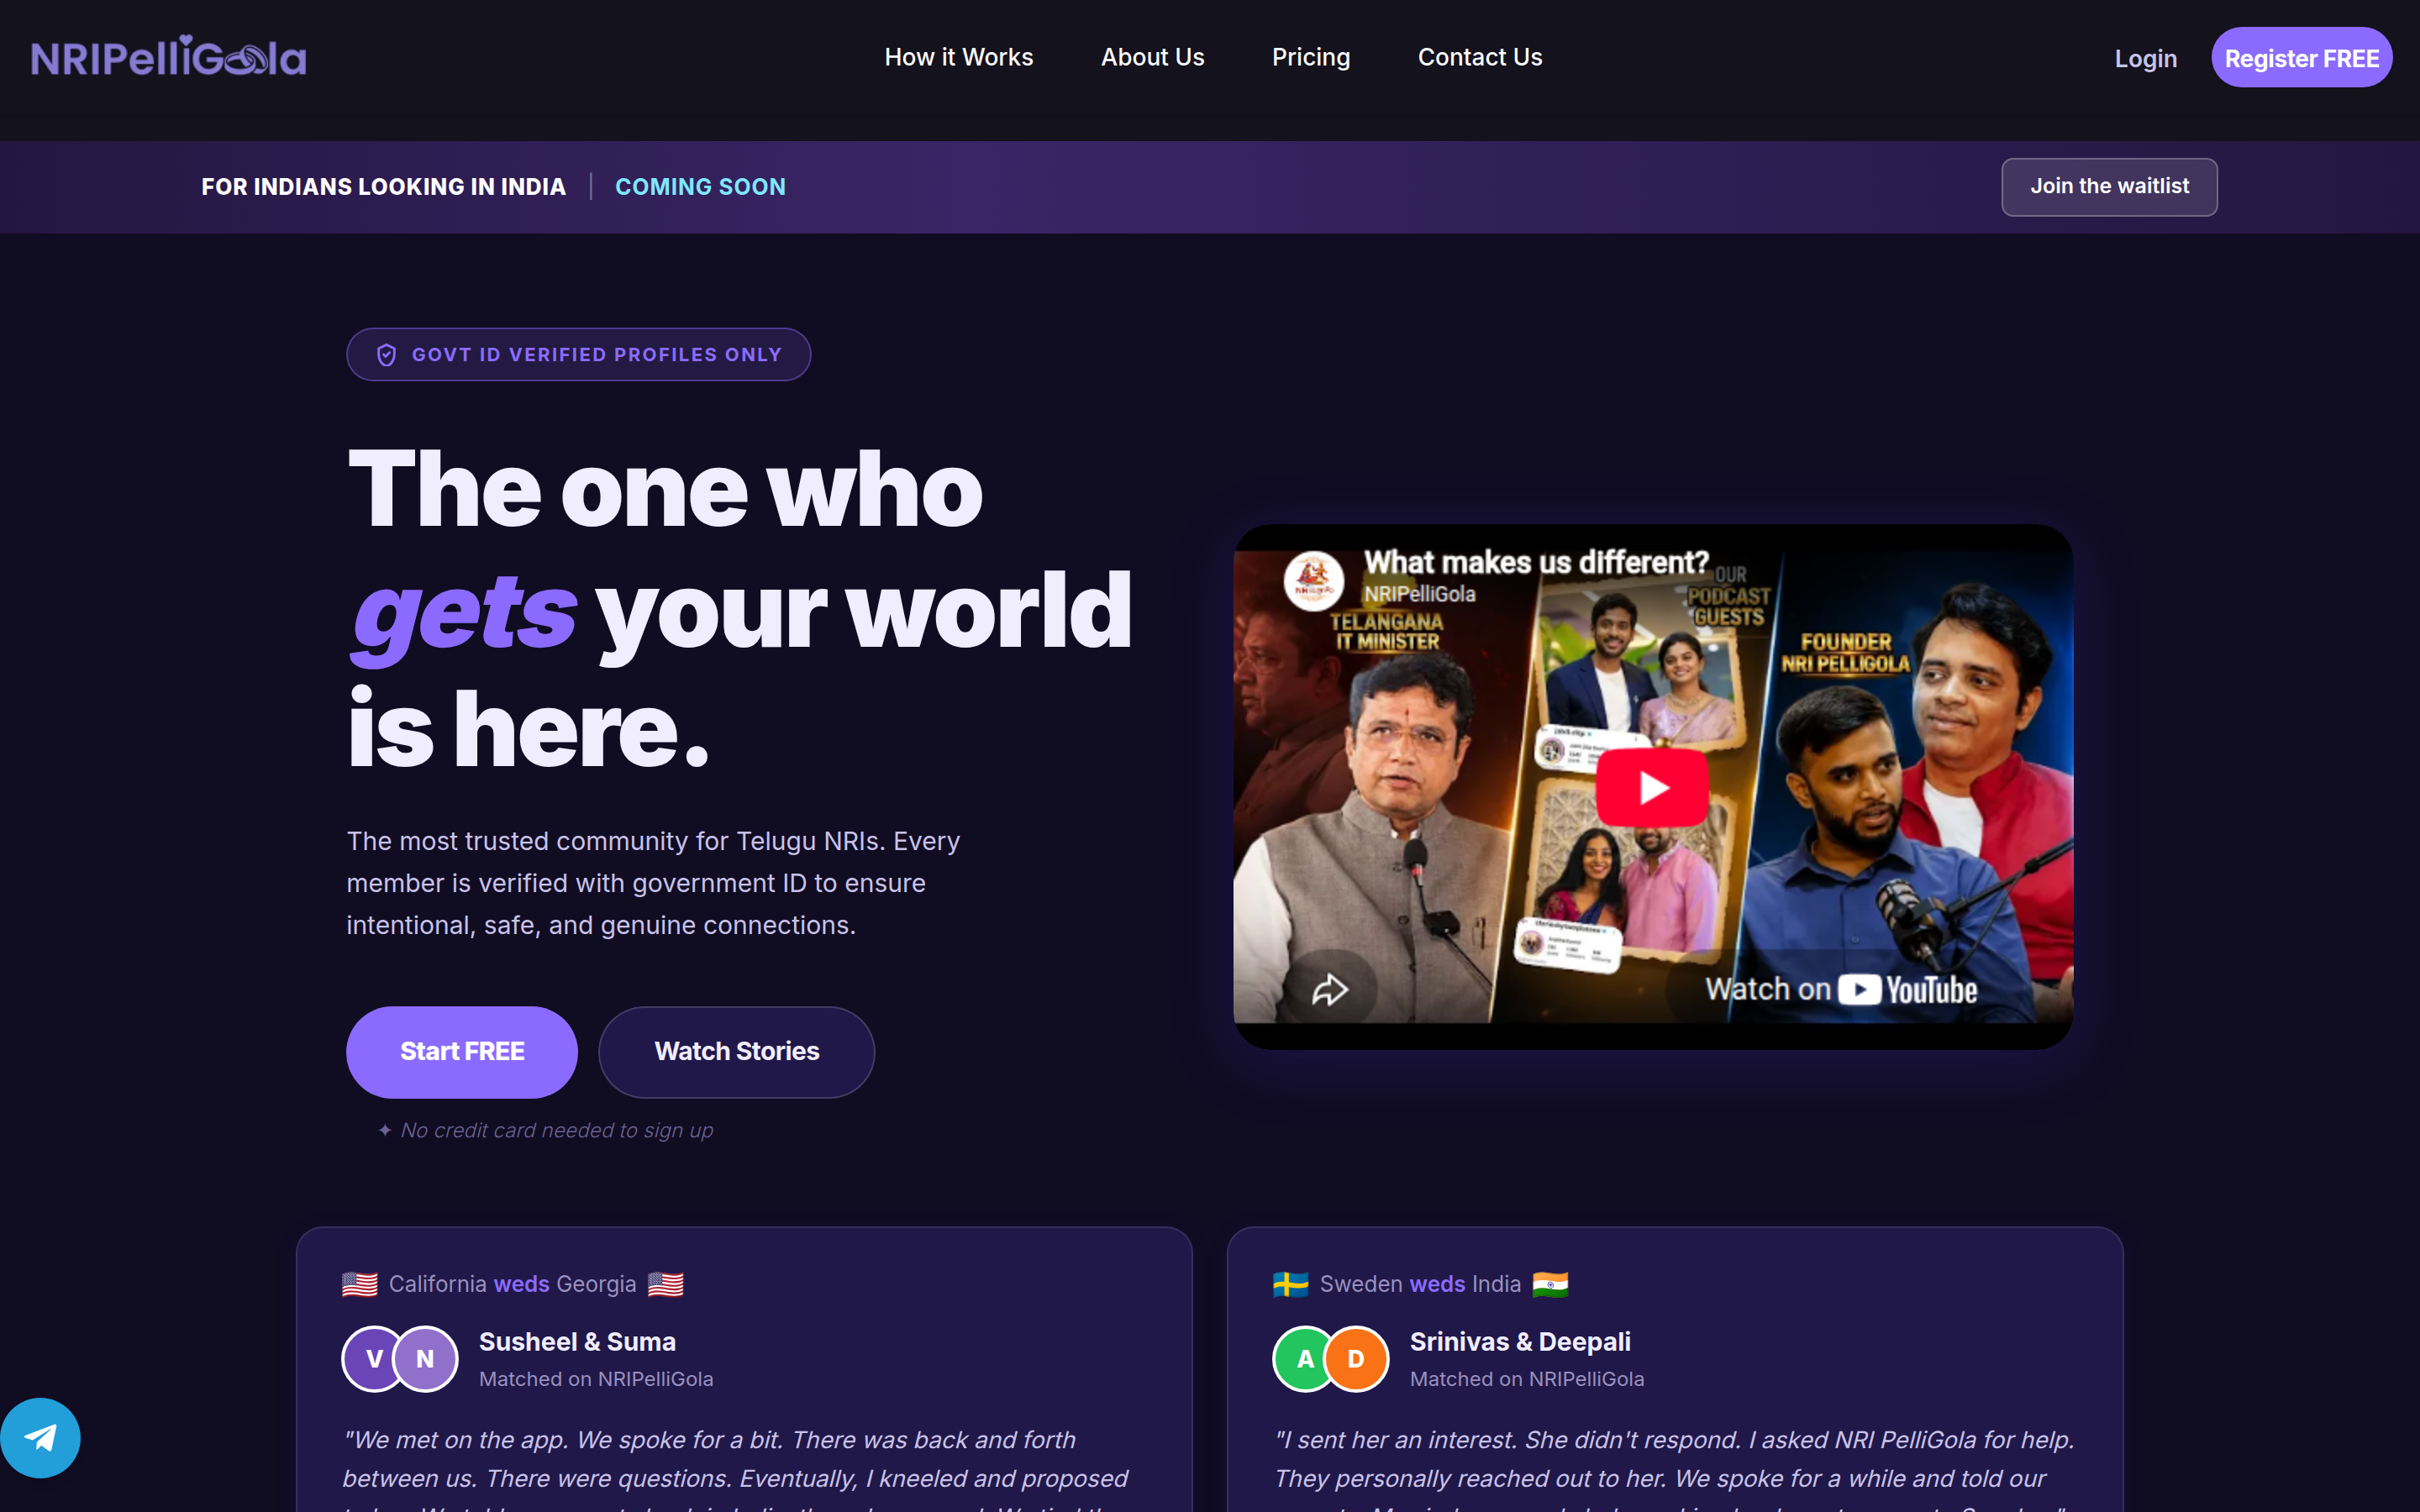 NRIPelliGola
How it Works
About Us
Pricing
Contact Us
Login
Register FREE
FOR INDIANS LOOKING IN INDIA | COMING SOON
Join the waitlist
GOVT ID VERIFIED PROFILES ONLY
The one who
gets your world
is here.
The most trusted community for Telugu NRIs. Every
member is verified with government ID to ensure
intentional, safe, and genuine connections.
Start FREE
Watch Stories
✦ No credit card needed to sign up
What makes us different?
NRIPelliGola
TELANGANA
IT MINISTER
OUR
PODCAST
GUESTS
FOUNDER
NRI PELLIGOLA
Watch on YouTube
California weds Georgia
V N
Susheel & Suma
Matched on NRIPelliGola
"We met on the app. We spoke for a bit. There was back and forth
between us. There were questions. Eventually, I kneeled and proposed
Sweden weds India
A D
Srinivas & Deepali
Matched on NRIPelliGola
"I sent her an interest. She didn't respond. I asked NRI PelliGola for help.
They personally reached out to her. We spoke for a while and told our